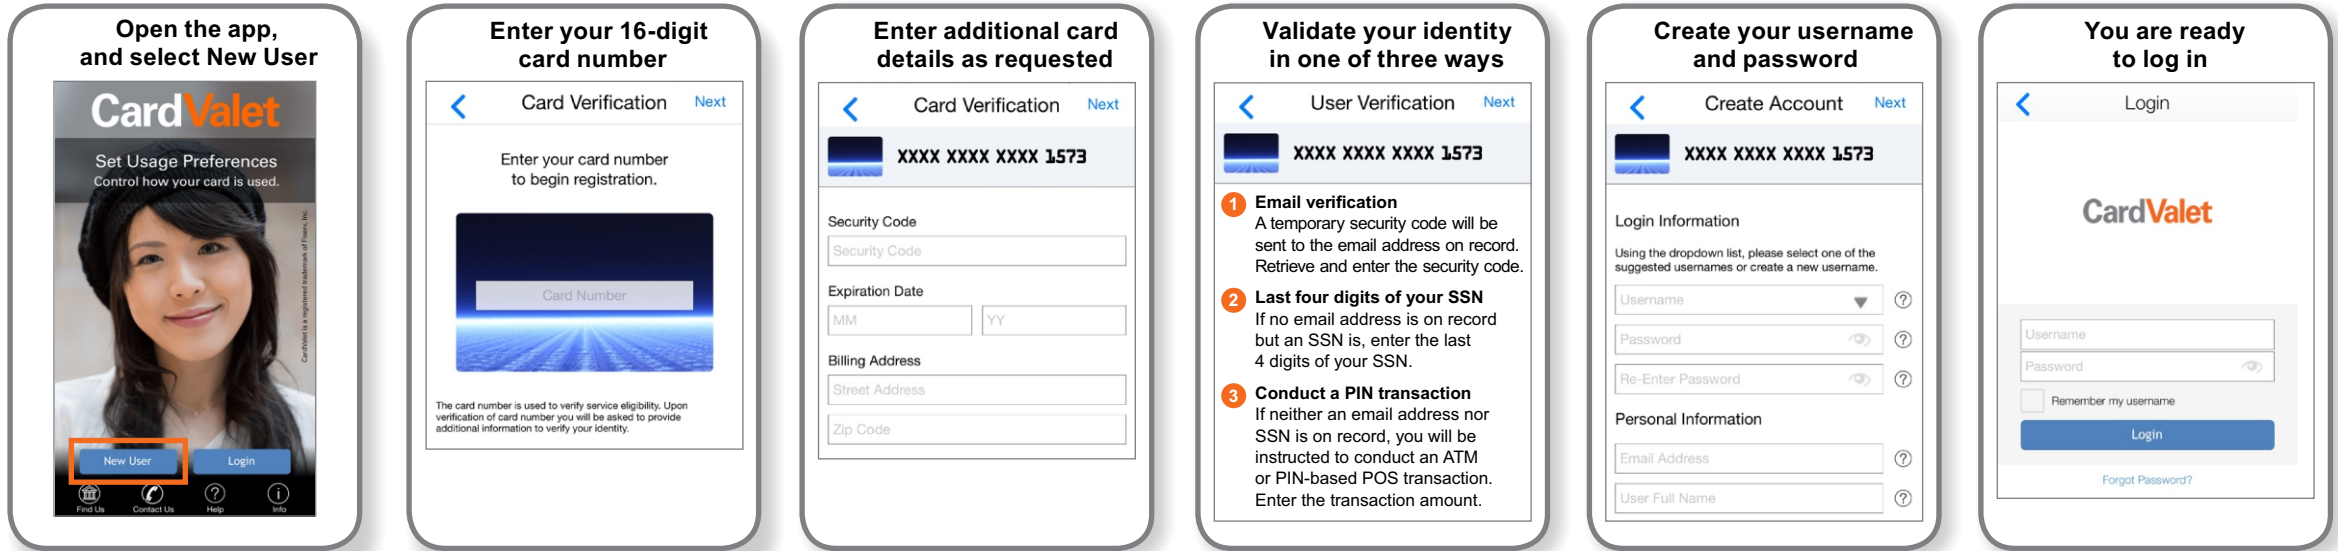 Open the app,
and select New User
CardValet
Set Usage Preferences
Control how your card is used.
CardValet is a registered trademark of Fiserv, Inc.
New User
Login
Find Us
Contact Us
Help
Info
Enter your 16-digit
card number
Card Verification
Next
Enter your card number
to begin registration.
Card Number
The card number is used to verify service eligibility. Upon
verification of card number you will be asked to provide
additional information to verify your identity.
Enter additional card
details as requested
Card Verification
Next
XXXX XXXX XXXX 1573
Security Code
Security Code
Expiration Date
MM
YY
Billing Address
Street Address
Zip Code
Validate your identity
in one of three ways
User Verification
Next
XXXX XXXX XXXX 1573
1 Email verification
A temporary security code will be
sent to the email address on record.
Retrieve and enter the security code.
2 Last four digits of your SSN
If no email address is on record
but an SSN is, enter the last
4 digits of your SSN.
3 Conduct a PIN transaction
If neither an email address nor
SSN is on record, you will be
instructed to conduct an ATM
or PIN-based POS transaction.
Enter the transaction amount.
Create your username
and password
Create Account
Next
XXXX XXXX XXXX 1573
Login Information
Using the dropdown list, please select one of the
suggested usernames or create a new username.
Username
?
Password
?
Re-Enter Password
?
Personal Information
Email Address
?
User Full Name
?
You are ready
to log in
Login
CardValet
Username
Password
Remember my username
Login
Forgot Password?